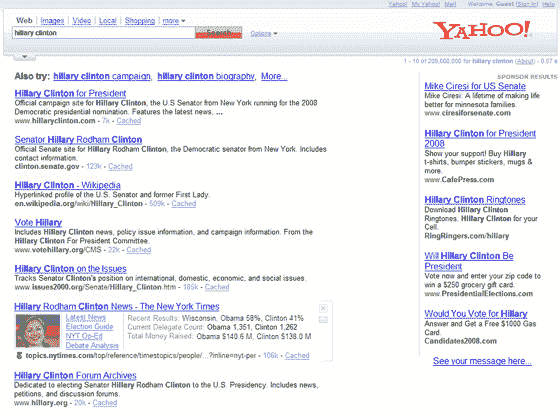 Yahoo! My Yahoo! Mail Welcome, Guest [Sign In] Help
Web Images Video Local Shopping more
hillary clinton Search Options
YAHOO!
1 - 10 of 209,000,000 for hillary clinton (About) - 0.07 s
Also try: hillary clinton campaign, hillary clinton biography, More...
Hillary Clinton for President
Official campaign site for Hillary Clinton, the U.S Senator from New York running for the 2008
Democratic presidential nomination. Features the latest news, ...
www.hillaryclinton.com - 7k - Cached
Senator Hillary Rodham Clinton
Official Senate site for Hillary Rodham Clinton, the Democratic senator from New York. Includes
contact information.
clinton.senate.gov - 123k - Cached
Hillary Clinton - Wikipedia
Hyperlinked profile of the U.S. Senator and former First Lady.
en.wikipedia.org/wiki/Hillary_Clinton - 509k - Cached
Vote Hillary
Includes Hillary Clinton news, policy issue information, and campaign information. From the
Hillary Clinton For President Committee.
www.votehillary.org/CMS - 22k - Cached
Hillary Clinton on the Issues
Tracks Senator Clinton's position on international, domestic, economic, and social issues.
www.issues2000.org/Senate/Hillary_Clinton.htm - 185k - Cached
Hillary Rodham Clinton News - The New York Times
Latest News Recent Results: Wisconsin, Obama 58%, Clinton 41%
Election Guide Current Delegate Count: Obama 1,351, Clinton 1,262
NYT Op-Ed Total Money Raised: Obama $140.6 M, Clinton $138.0 M
Debate Analysis
topics.nytimes.com/top/reference/timestopics/people/...?inline=nyt-per - 106k - Cached
Hillary Clinton Forum Archives
Dedicated to electing Senator Hillary Rodham Clinton to the U.S. Presidency. Includes news,
petitions, and discussion forums.
www.hillary.org - 20k - Cached
SPONSOR RESULTS
Mike Ciresi for US Senate
Mike Ciresi: A lifetime of making life
better for minnesota families.
www.ciresiforsenate.com
Hillary Clinton for President
2008
Show your support! Buy Hillary
t-shirts, bumper stickers, mugs &
more.
www.CafePress.com
Hillary Clinton Ringtones
Download Hillary Clinton
Ringtones. Hillary Clinton for your
Cell.
RingRingers.com/hillary
Will Hillary Clinton Be
President
Vote now and enter your zip code to
win a $250 grocery gift card.
www.PresidentialElections.com
Would You Vote for Hillary
Answer and Get a Free $1000 Gas
Card.
Candidates2008.com
See your message here...